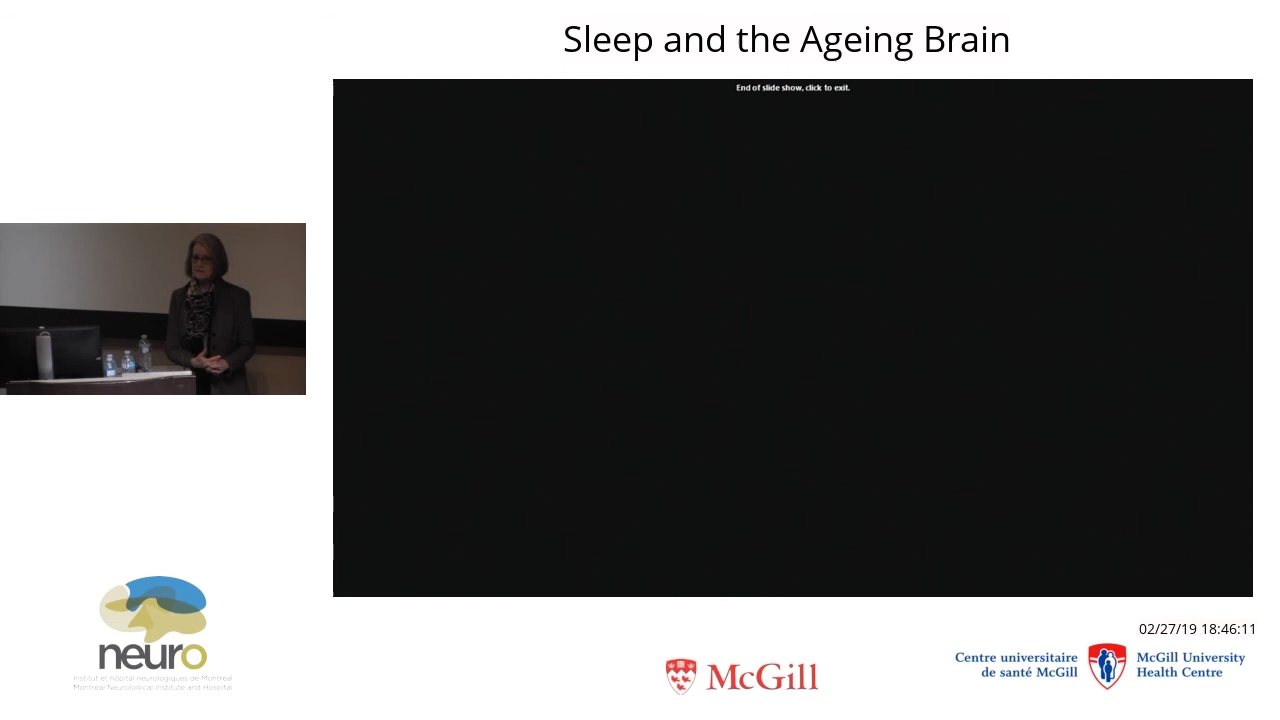 Sleep and the Ageing Brain
End of slide show, click to exit.
02/27/19 18:46:11
neuro
Institut et hôpital neurologiques de Montréal
Montreal Neurological Institute and Hospital
McGill
Centre universitaire
de santé McGill
McGill University
Health Centre